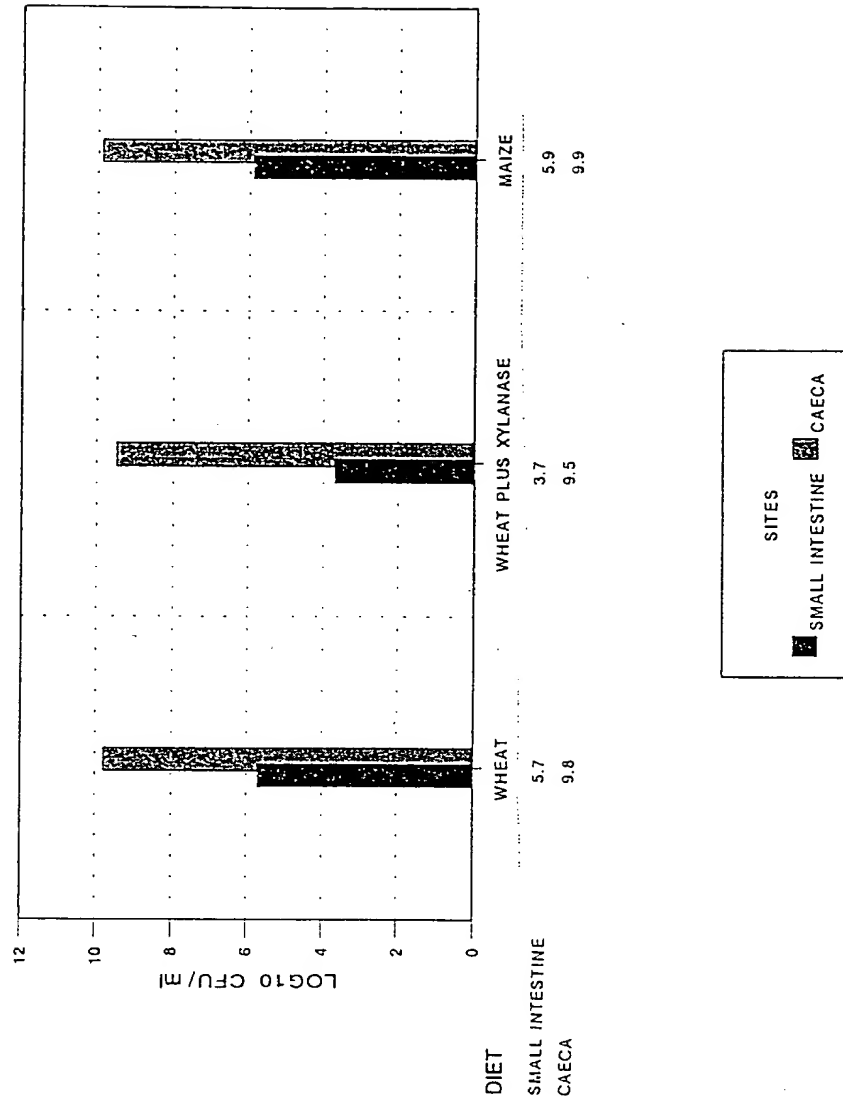 12
10
8
6
4
2
0
LOG10 CFU/ml
DIET WHEAT WHEAT PLUS XYLANASE MAIZE
SMALL INTESTINE 5.7 3.7 5.9
CAECA 9.8 9.5 9.9
SITES
SMALL INTESTINE CAECA